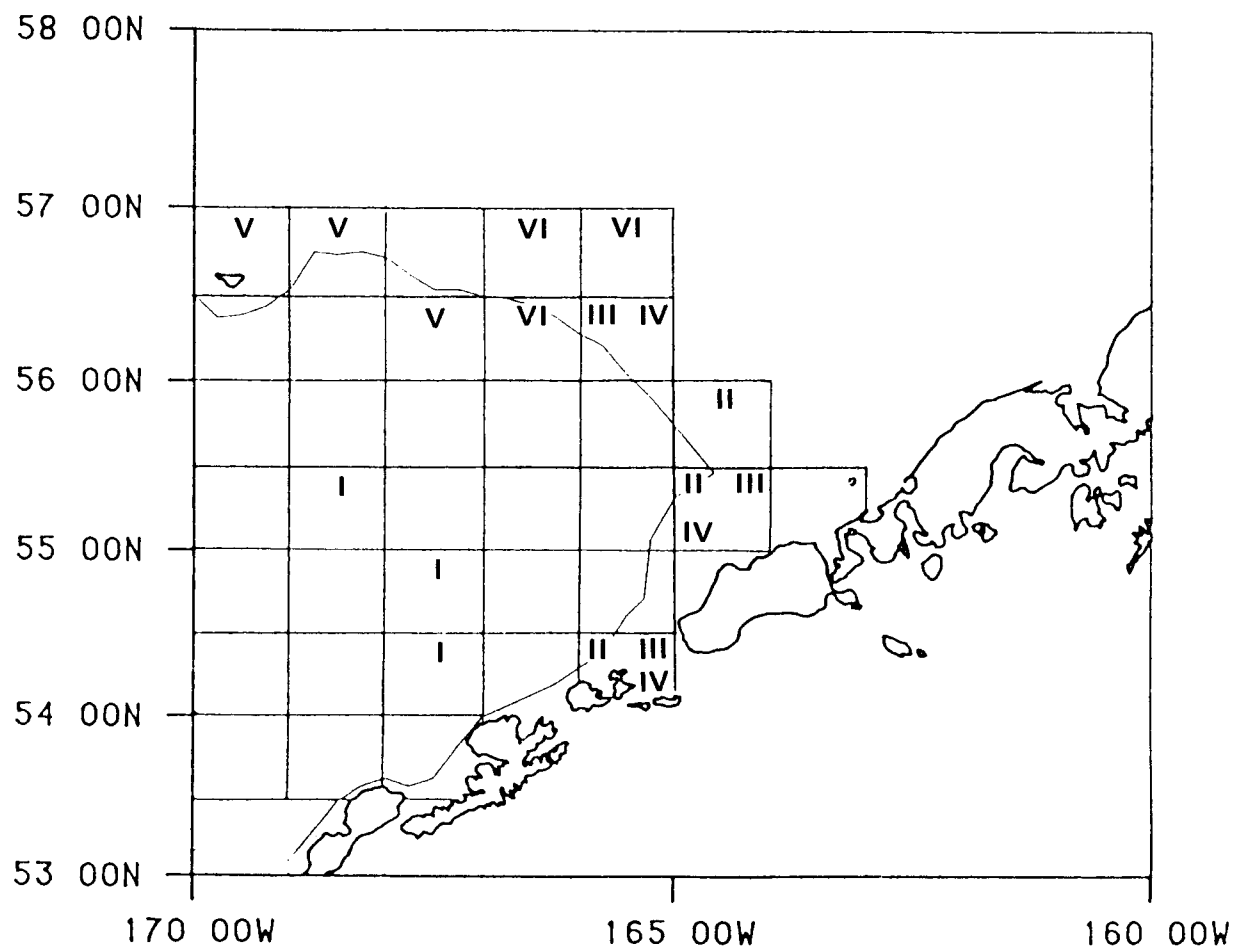 58 00N
57 00N
V V VI VI
V VI III IV
56 00N
II
I II III
IV
55 00N
I
I II III
IV
54 00N
53 00N
170 00W 165 00W 160 00W